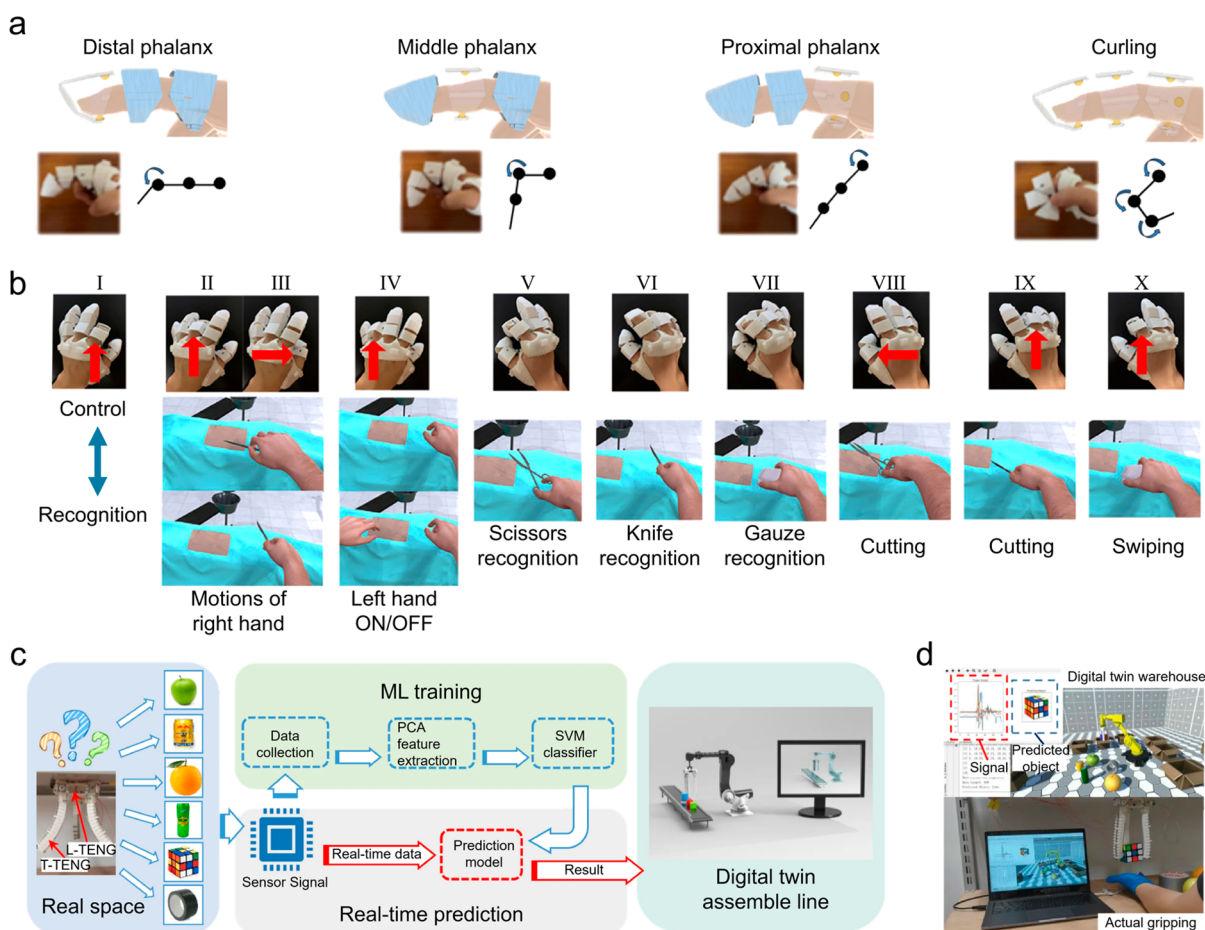 a
Distal phalanx
Middle phalanx
Proximal phalanx
Curling
b
I
II
III
IV
V
VI
VII
VIII
IX
X
Control
Recognition
Motions of
right hand
Left hand
ON/OFF
Scissors
recognition
Knife
recognition
Gauze
recognition
Cutting
Cutting
Swiping
c
ML training
Data
collection
PCA
feature
extraction
SVM
classifier
L-TENG
T-TENG
Real space
Sensor Signal
Real-time data
Prediction
model
Result
Real-time prediction
Digital twin
assemble line
d
Digital twin warehouse
Signal
Predicted
object
Actual gripping